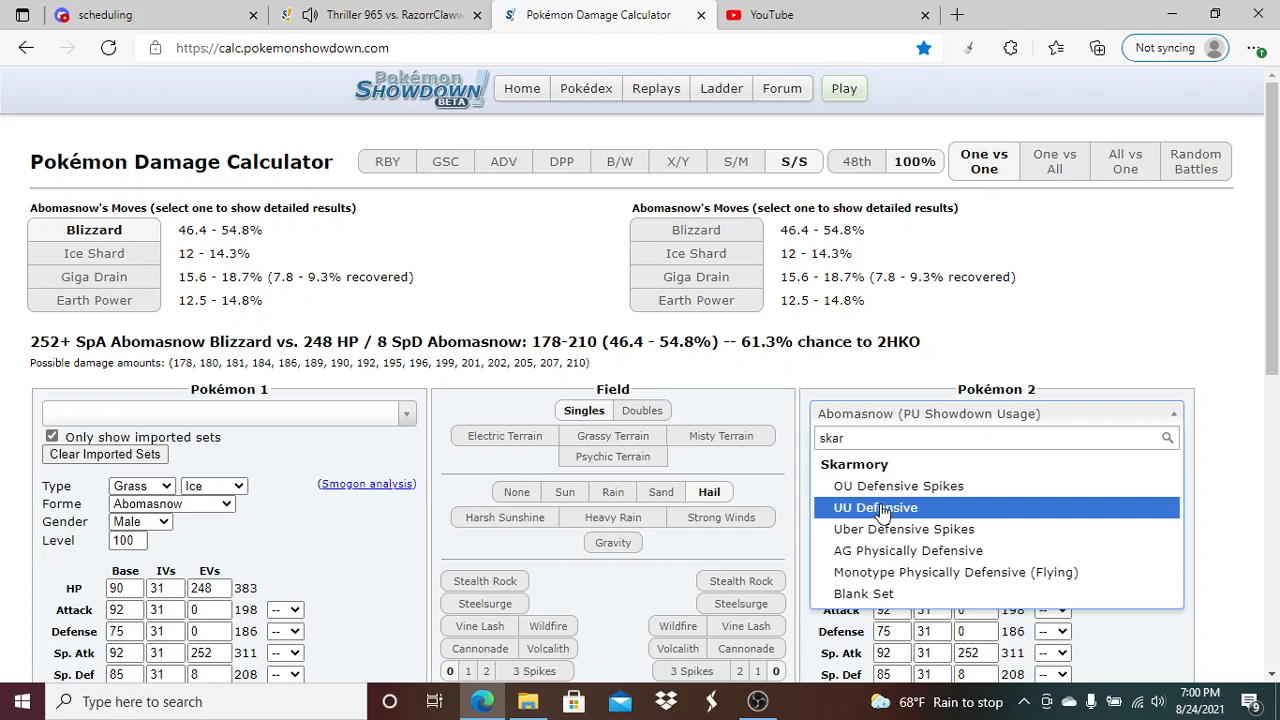 scheduling
Thriller 965 vs. RazorrClaww
Pokémon Damage Calculator
YouTube
https://calc.pokemonshowdown.com
Not syncing
Pokémon
SHOWDOWN!
BETA
Home
Pokédex
Replays
Ladder
Forum
Play
Pokémon Damage Calculator
RBY
GSC
ADV
DPP
B/W
X/Y
S/M
S/S
48th
100%
One vs One
One vs All
All vs One
Random Battles
Abomasnow's Moves (select one to show detailed results)
Blizzard 46.4 - 54.8%
Ice Shard 12 - 14.3%
Giga Drain 15.6 - 18.7% (7.8 - 9.3% recovered)
Earth Power 12.5 - 14.8%
Abomasnow's Moves (select one to show detailed results)
Blizzard 46.4 - 54.8%
Ice Shard 12 - 14.3%
Giga Drain 15.6 - 18.7% (7.8 - 9.3% recovered)
Earth Power 12.5 - 14.8%
252+ SpA Abomasnow Blizzard vs. 248 HP / 8 SpD Abomasnow: 178-210 (46.4 - 54.8%) -- 61.3% chance to 2HKO
Possible damage amounts: (178, 180, 181, 184, 186, 189, 190, 192, 195, 196, 199, 201, 202, 205, 207, 210)
Pokémon 1
Only show imported sets
Clear Imported Sets
Type Grass Ice (Smogon analysis)
Forme Abomasnow
Gender Male
Level 100
Base IVs EVs
HP 90 31 248 383
Attack 92 31 0 198 --
Defense 75 31 0 186 --
Sp. Atk 92 31 252 311 --
Sp. Def 85 31 8 208 --
Field
Singles Doubles
Electric Terrain Grassy Terrain Misty Terrain
Psychic Terrain
None Sun Rain Sand Hail
Harsh Sunshine Heavy Rain Strong Winds
Gravity
Stealth Rock Stealth Rock
Steelsurge Steelsurge
Vine Lash Wildfire Wildfire Vine Lash
Cannonade Volcalith Volcalith Cannonade
0 1 2 3 Spikes 3 Spikes 2 1 0
Pokémon 2
Abomasnow (PU Showdown Usage)
skar
Skarmory
OU Defensive Spikes
UU Defensive
Uber Defensive Spikes
AG Physically Defensive
Monotype Physically Defensive (Flying)
Blank Set
Attack 92 31 0 198 --
Defense 75 31 0 186 --
Sp. Atk 92 31 252 311 --
Sp. Def 85 31 8 208 --
Type here to search
68°F Rain to stop
7:00 PM
8/24/2021
9